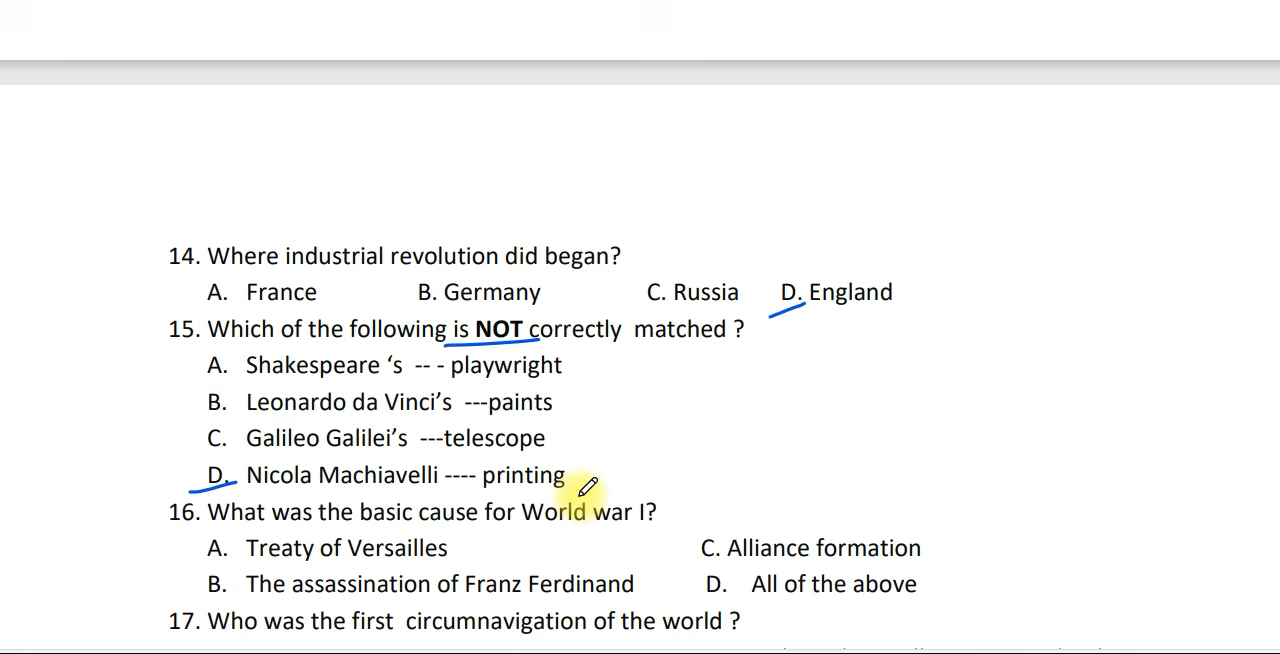 14. Where industrial revolution did began?
A. France B. Germany C. Russia D. England
15. Which of the following is NOT correctly matched ?
A. Shakespeare ‘s -- - playwright
B. Leonardo da Vinci’s ---paints
C. Galileo Galilei’s ---telescope
D. Nicola Machiavelli ---- printing
16. What was the basic cause for World war I?
A. Treaty of Versailles C. Alliance formation
B. The assassination of Franz Ferdinand D. All of the above
17. Who was the first circumnavigation of the world ?